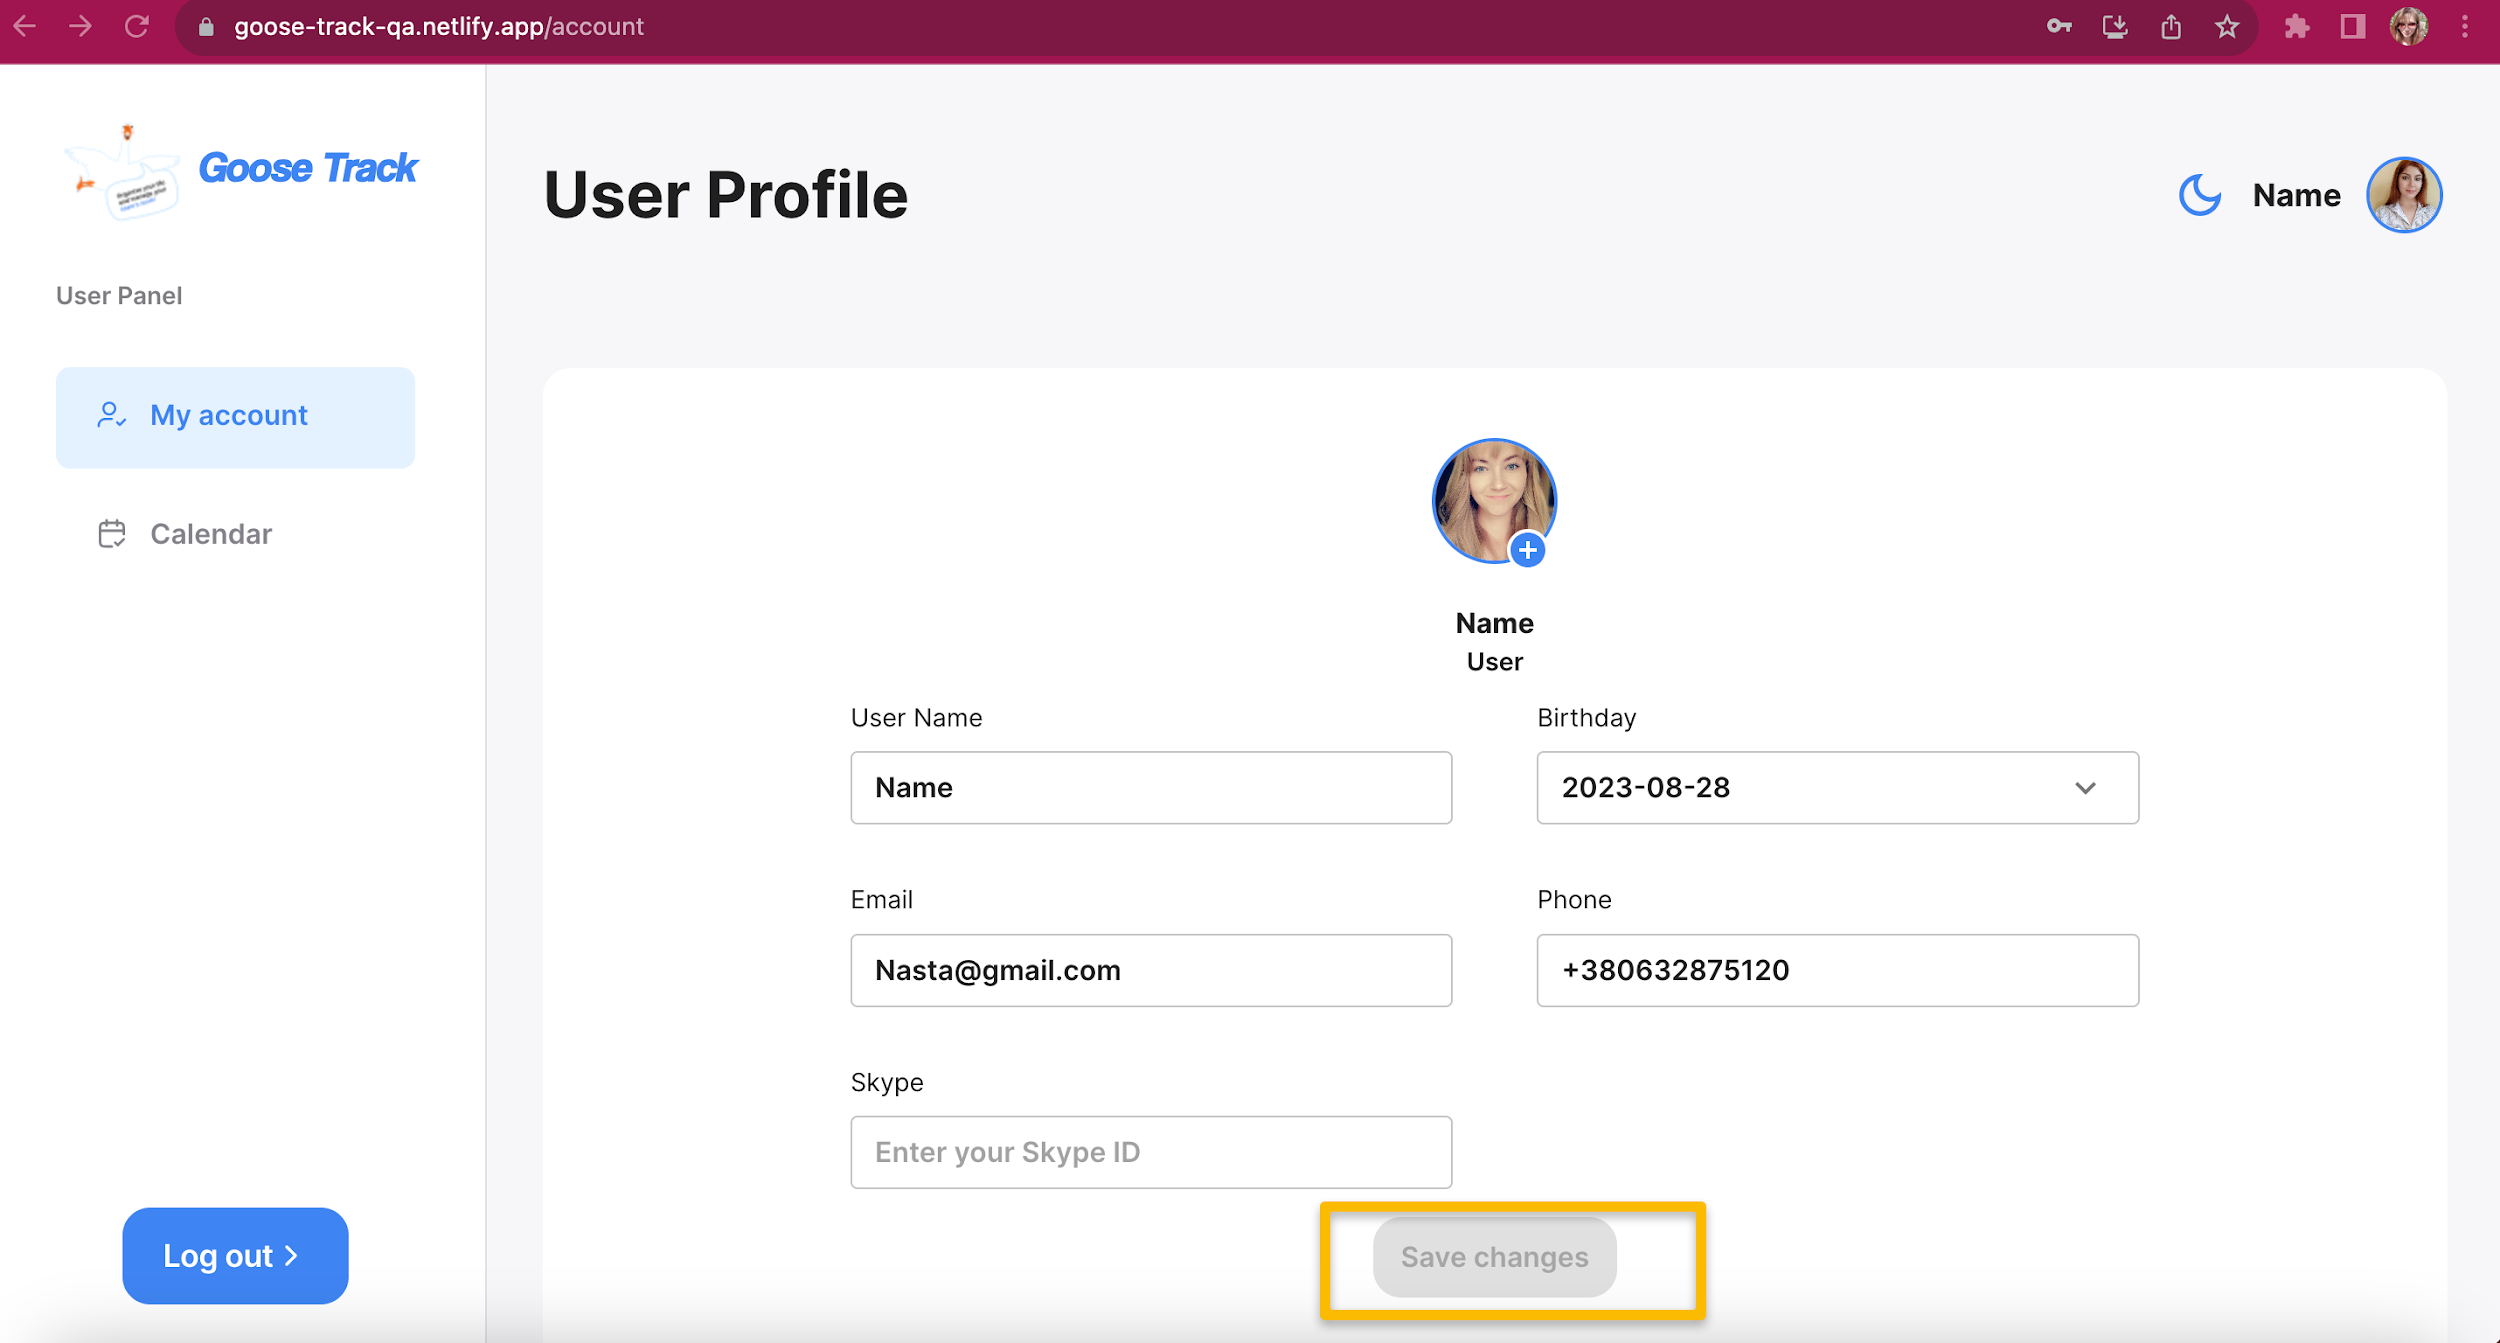 goose-track-qa.netlify.app/account
Goose Track
User Profile
Name
User Panel
My account
Calendar
Name
User
User Name
Birthday
Name
2023-08-28
Email
Phone
Nasta@gmail.com
+380632875120
Skype
Enter your Skype ID
Save changes
Log out